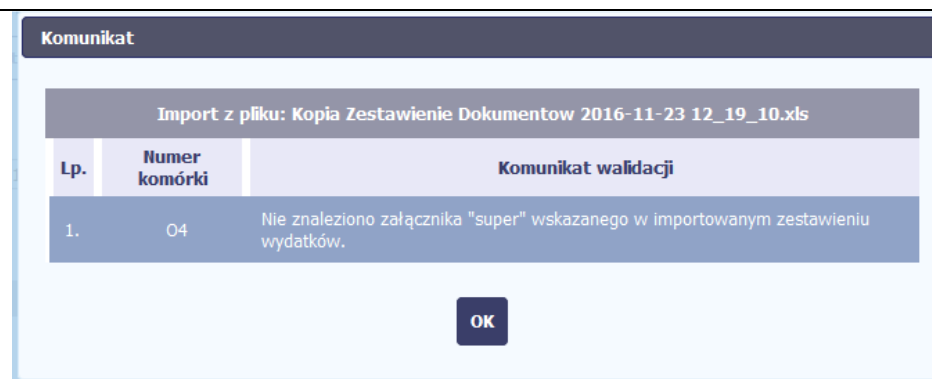 Komunikat
Import z pliku: Kopia Zestawienie Dokumentow 2016-11-23 12_19_10.xls
Lp.
Numer
komórki
Komunikat walidacji
1.
O4
Nie znaleziono załącznika "super" wskazanego w importowanym zestawieniu
wydatków.
OK